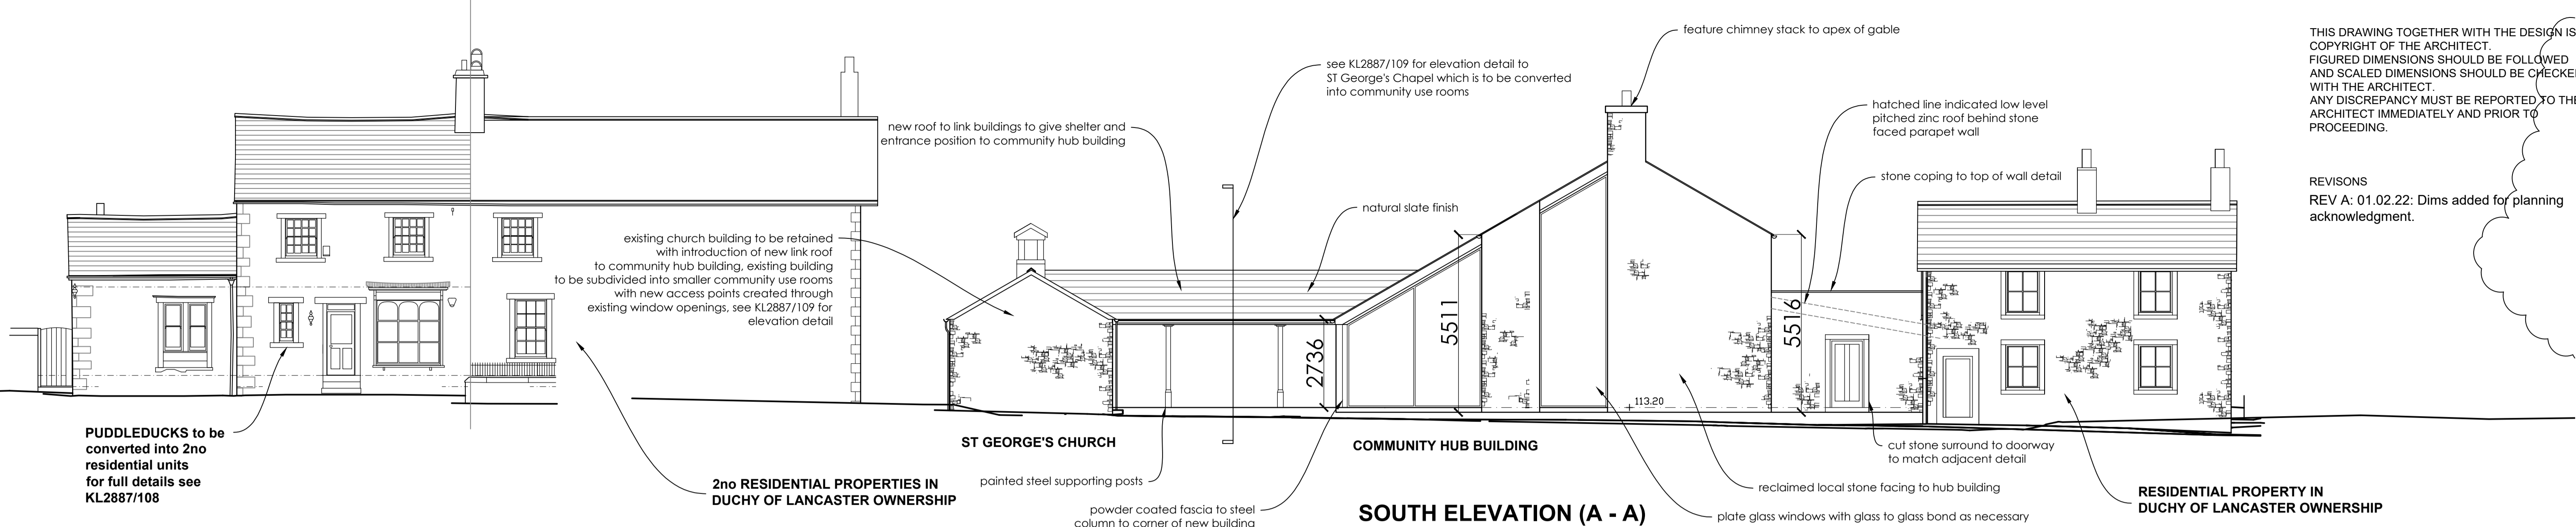 feature chimney stack to apex of gable
see KL2887/109 for elevation detail to
ST George's Chapel which is to be converted
into community use rooms
new roof to link buildings to give shelter and
entrance position to community hub building
natural slate finish
existing church building to be retained
with introduction of new link roof
to community hub building, existing building
to be subdivided into smaller community use rooms
with new access points created through
existing window openings, see KL2887/109 for
elevation detail
hatched line indicated low level
pitched zinc roof behind stone
faced parapet wall
stone coping to top of wall detail
THIS DRAWING TOGETHER WITH THE DESIGN IS
COPYRIGHT OF THE ARCHITECT.
FIGURED DIMENSIONS SHOULD BE FOLLOWED
AND SCALED DIMENSIONS SHOULD BE
WITH THE ARCHITECT.
ANY DISCREPANCY MUST BE REPORTED TO
ARCHITECT IMMEDIATELY AND PRIOR TO
PROCEEDING.
REVISONS
REV A: 01.02.22: Dims added for planning
acknowledgment.
2736
5511
5516
113.20
PUDDLEDUCKS to be
converted into 2no
residential units
for full details see
KL2887/108
2no RESIDENTIAL PROPERTIES IN
DUCHY OF LANCASTER OWNERSHIP
ST GEORGE'S CHURCH
painted steel supporting posts
powder coated fascia to steel
column to corner of new building
COMMUNITY HUB BUILDING
SOUTH ELEVATION (A - A)
cut stone surround to doorway
to match adjacent detail
reclaimed local stone facing to hub building
plate glass windows with glass to glass bond as necessary
RESIDENTIAL PROPERTY IN
DUCHY OF LANCASTER OWNERSHIP